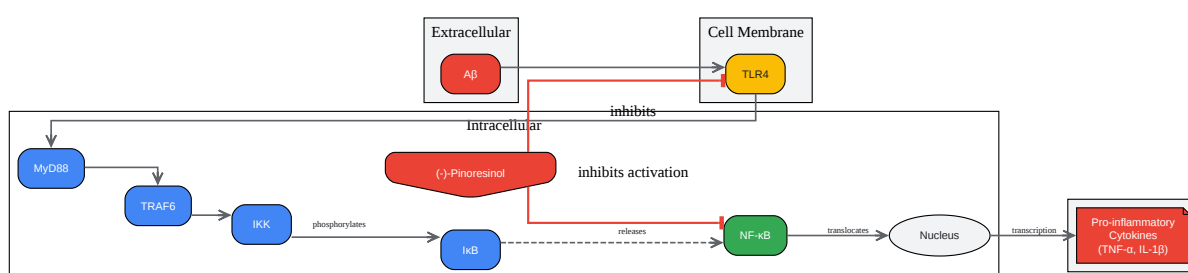 Extracellular
Cell Membrane
Aβ
TLR4
inhibits
Intracellular
MyD88
(-)-Pinoresinol
inhibits activation
TRAF6
IKK
phosphorylates
IκB
releases
NF-κB
translocates
Nucleus
transcription
Pro-inflammatory
Cytokines
(TNF-α, IL-1β)